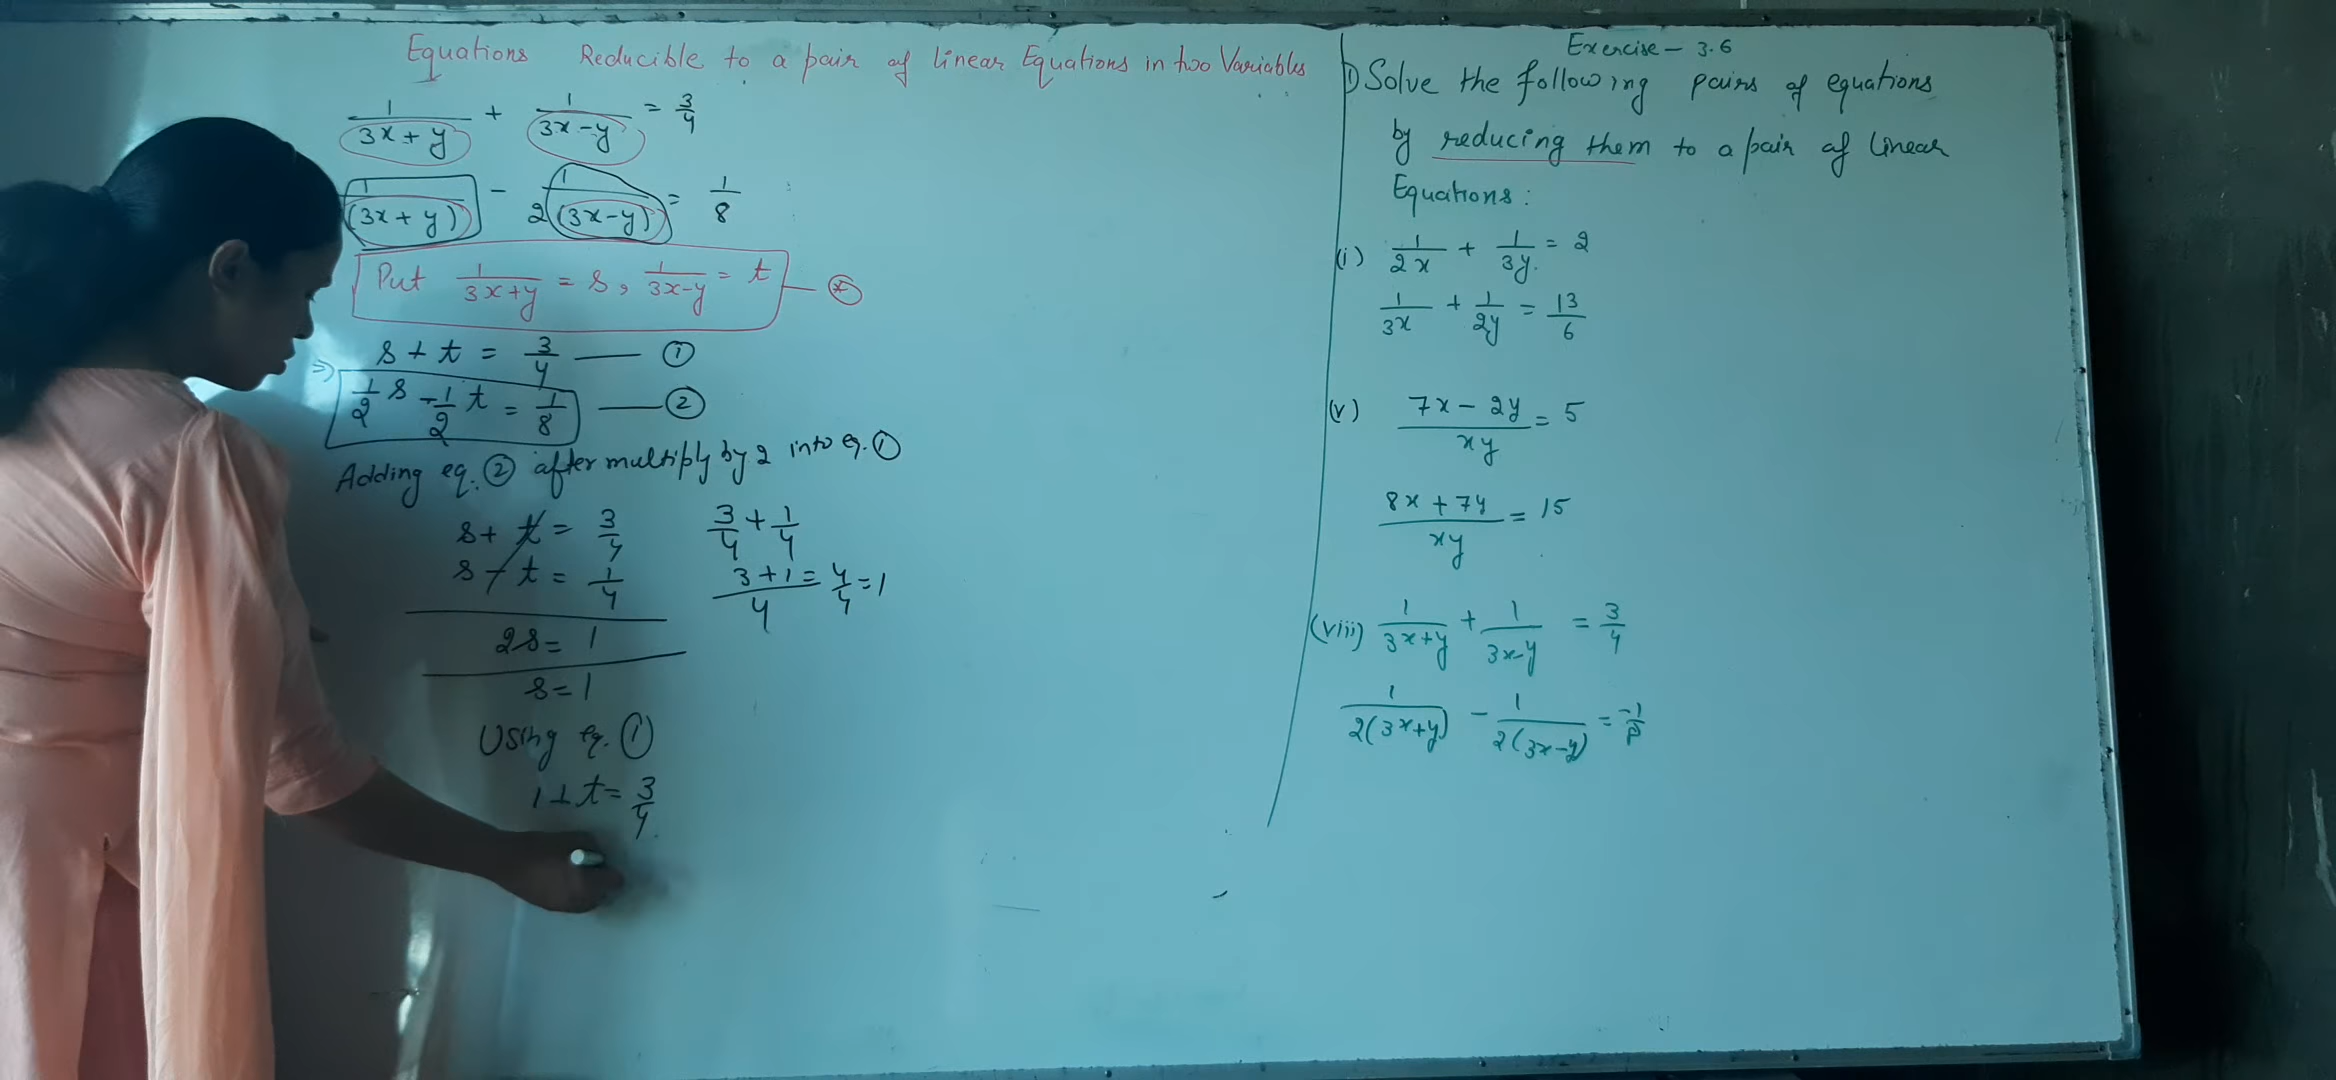 Equations Reducible to a pair of linear Equations in two Variables
1/(3x+y) + 1/(3x-y) = 3/4
1/(3x+y) - 1/2(3x-y) = 1/8
Put 1/(3x+y) = s, 1/(3x-y) = t — *
s + t = 3/4 — ①
⇒ 1/2 s - 1/2 t = 1/8 — ②
Adding eq. ② after multiply by 2 into eq. ①
s + t = 3/4
s - t = 1/4
2s = 1
s = 1
3/4 + 1/4
(3+1)/4 = 4/4 = 1
Using eq. ①
1 + t = 3/4
Exercise - 3.6
1) Solve the following pairs of equations
by reducing them to a pair of linear
Equations:
(i) 1/2x + 1/3y = 2
1/3x + 1/2y = 13/6
(v) (7x - 2y)/xy = 5
(8x + 7y)/xy = 15
(viii) 1/(3x+y) + 1/(3x-y) = 3/4
1/2(3x+y) - 1/2(3x-y) = -1/8